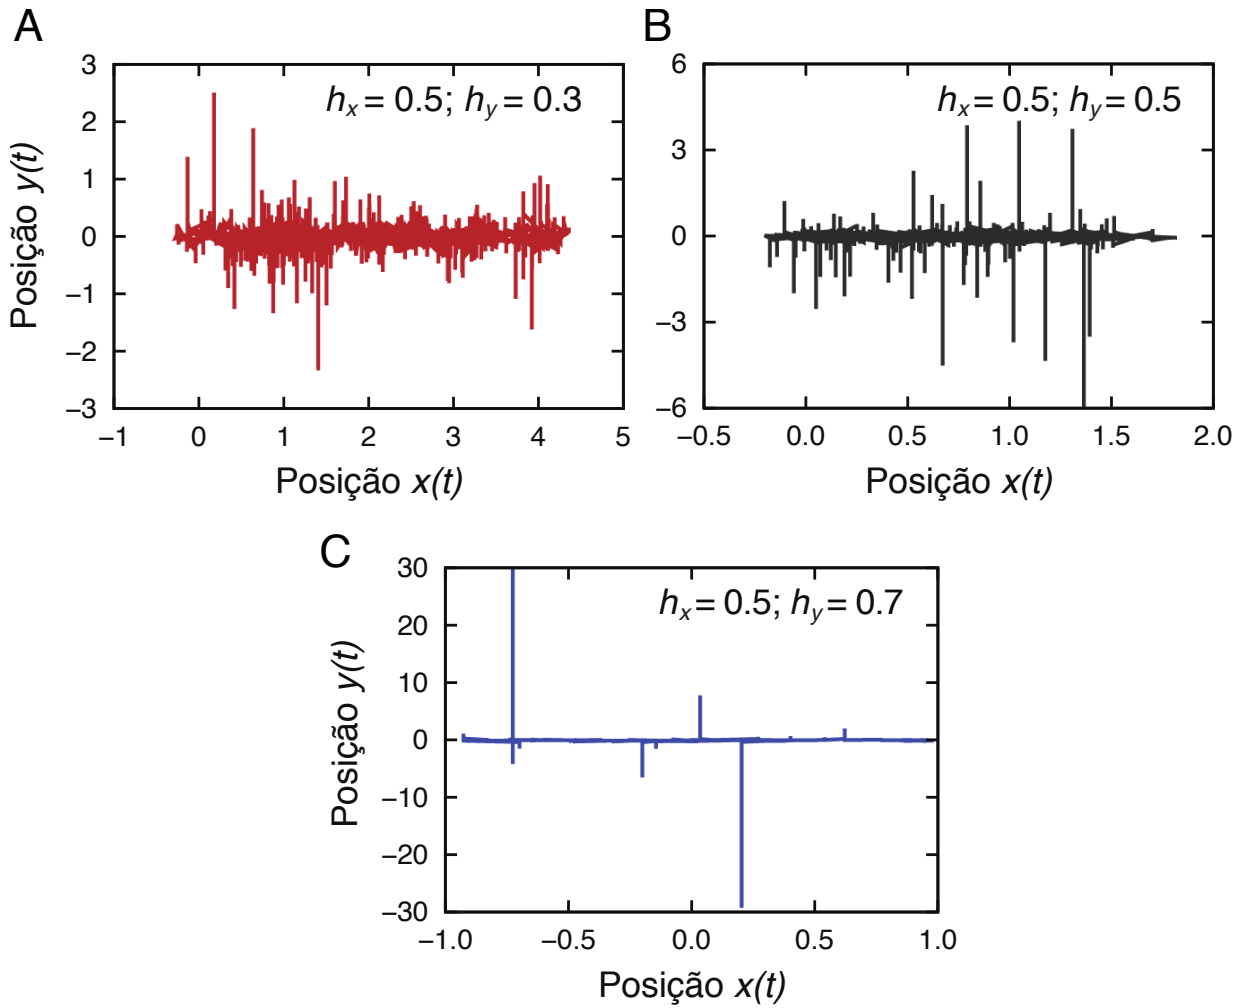 A
hx = 0.5; hy = 0.3
Posição y(t)
3
2
1
0
−1
−2
−3
−1 0 1 2 3 4 5
Posição x(t)
B
hx = 0.5; hy = 0.5
6
3
0
−3
−6
−0.5 0.0 0.5 1.0 1.5 2.0
Posição x(t)
C
hx = 0.5; hy = 0.7
Posição y(t)
30
20
10
0
−10
−20
−30
−1.0 −0.5 0.0 0.5 1.0
Posição x(t)